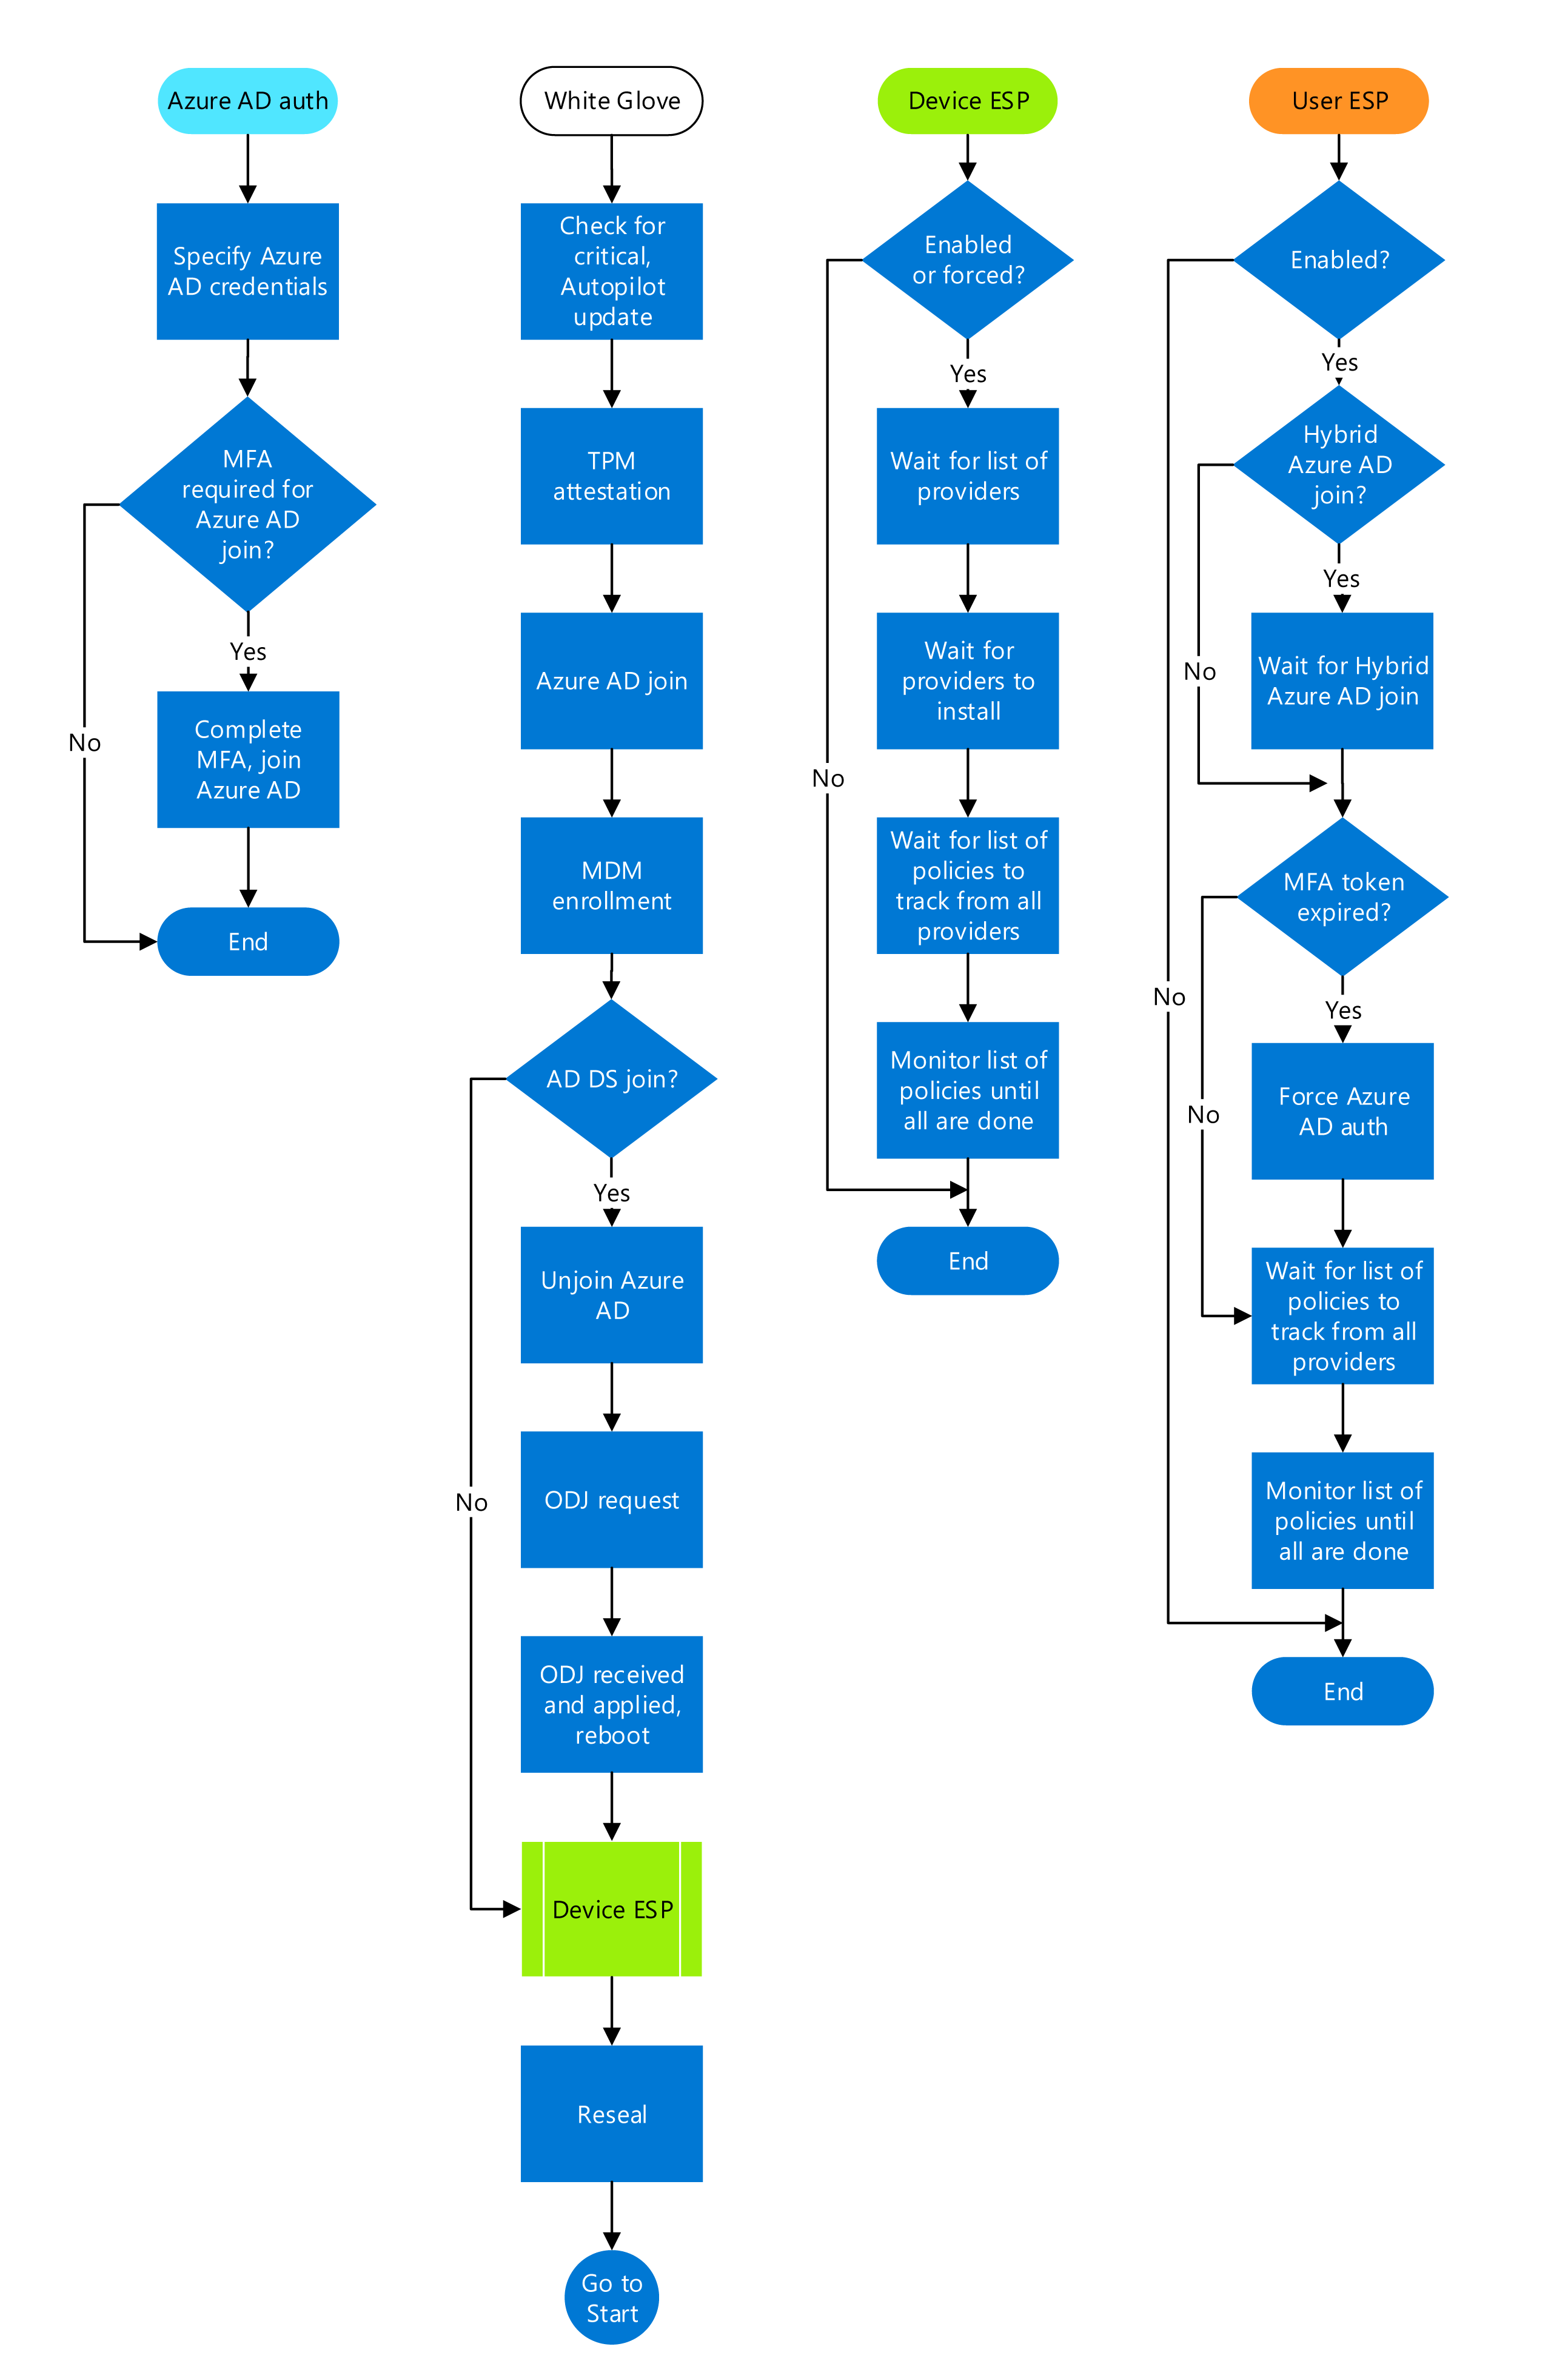 Azure AD auth
Specify Azure
AD credentials
MFA
required for
Azure AD
join?
Yes
No
Complete
MFA, join
Azure AD
End
White Glove
Check for
critical,
Autopilot
update
TPM
attestation
Azure AD join
MDM
enrollment
AD DS join?
Yes
No
Unjoin Azure
AD
ODJ request
ODJ received
and applied,
reboot
Device ESP
Reseal
Go to
Start
Device ESP
Enabled
or forced?
Yes
No
Wait for list of
providers
Wait for
providers to
install
Wait for list of
policies to
track from all
providers
Monitor list of
policies until
all are done
End
User ESP
Enabled?
Yes
No
Hybrid
Azure AD
join?
Yes
No
Wait for Hybrid
Azure AD join
MFA token
expired?
Yes
No
Force Azure
AD auth
Wait for list of
policies to
track from all
providers
Monitor list of
policies until
all are done
End